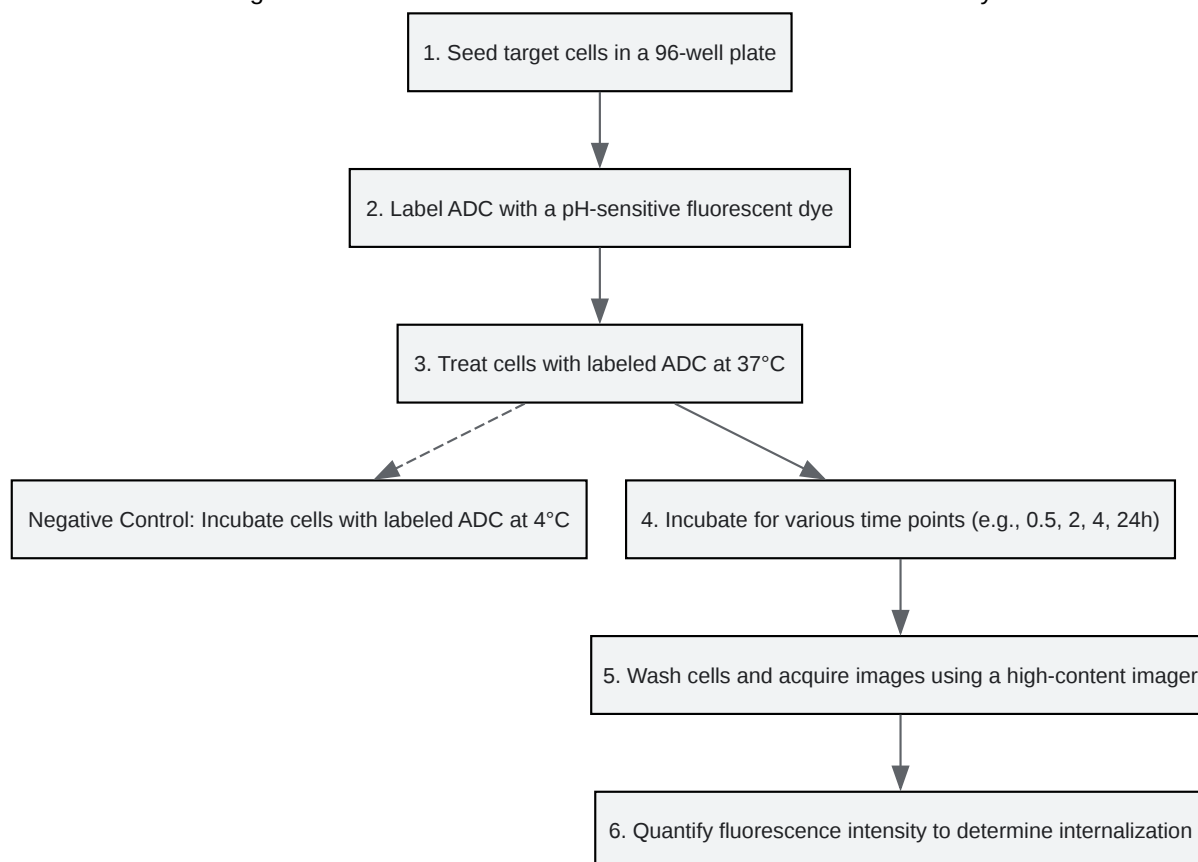 1. Seed target cells in a 96-well plate
2. Label ADC with a pH-sensitive fluorescent dye
3. Treat cells with labeled ADC at 37°C
Negative Control: Incubate cells with labeled ADC at 4°C
4. Incubate for various time points (e.g., 0.5, 2, 4, 24h)
5. Wash cells and acquire images using a high-content imager
6. Quantify fluorescence intensity to determine internalization